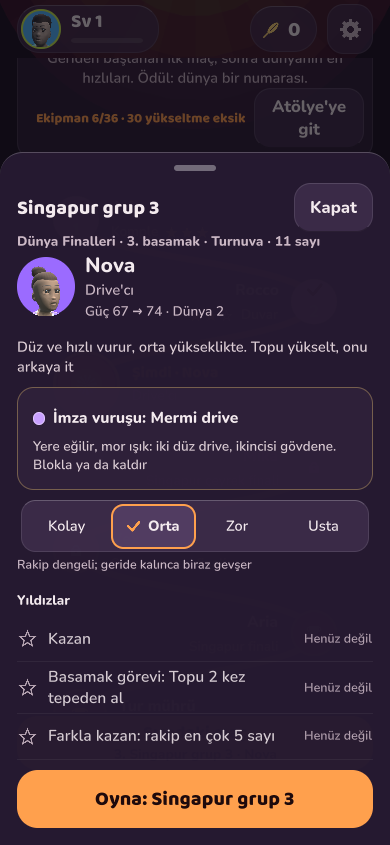 Sv 1
0
Geriden başlanan ilk maç, sonra dünyanın en
hızlıları. Ödül: dünya bir numarası.
Ekipman 6/36 · 30 yükseltme eksik
Atölye'ye
git
Singapur grup 3
Kapat
Dünya Finalleri · 3. basamak · Turnuva · 11 sayı
Nova
Drive'cı
Güç 67 → 74 · Dünya 2
Düz ve hızlı vurur, orta yükseklikte. Topu yükselt, onu
arkaya it
İmza vuruşu: Mermi drive
Yere eğilir, mor ışık: iki düz drive, ikincisi gövdene.
Blokla ya da kaldır
Kolay
Orta
Zor
Usta
Rakip dengeli; geride kalınca biraz gevşer
Yıldızlar
Kazan
Henüz değil
Basamak görevi: Topu 2 kez
tepeden al
Henüz değil
Farkla kazan: rakip en çok 5 sayı
Henüz değil
Oyna: Singapur grup 3